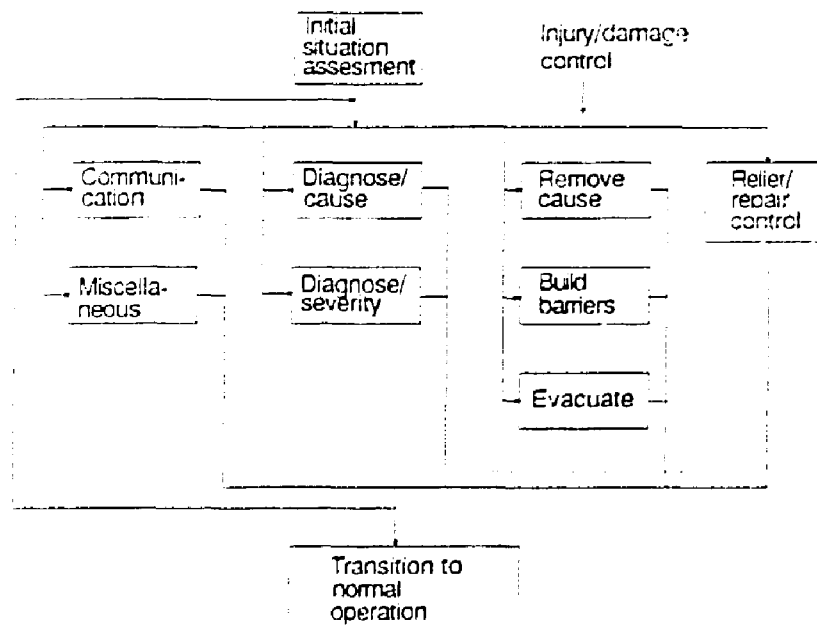 Initial
situation
assesment
Injury/damage
control
Communi-
cation
Diagnose/
cause
Remove
cause
Relier/
repair
control
Miscella-
neous
Diagnose/
severity
Build
barriers
Evacuate
Transition to
normal
operation